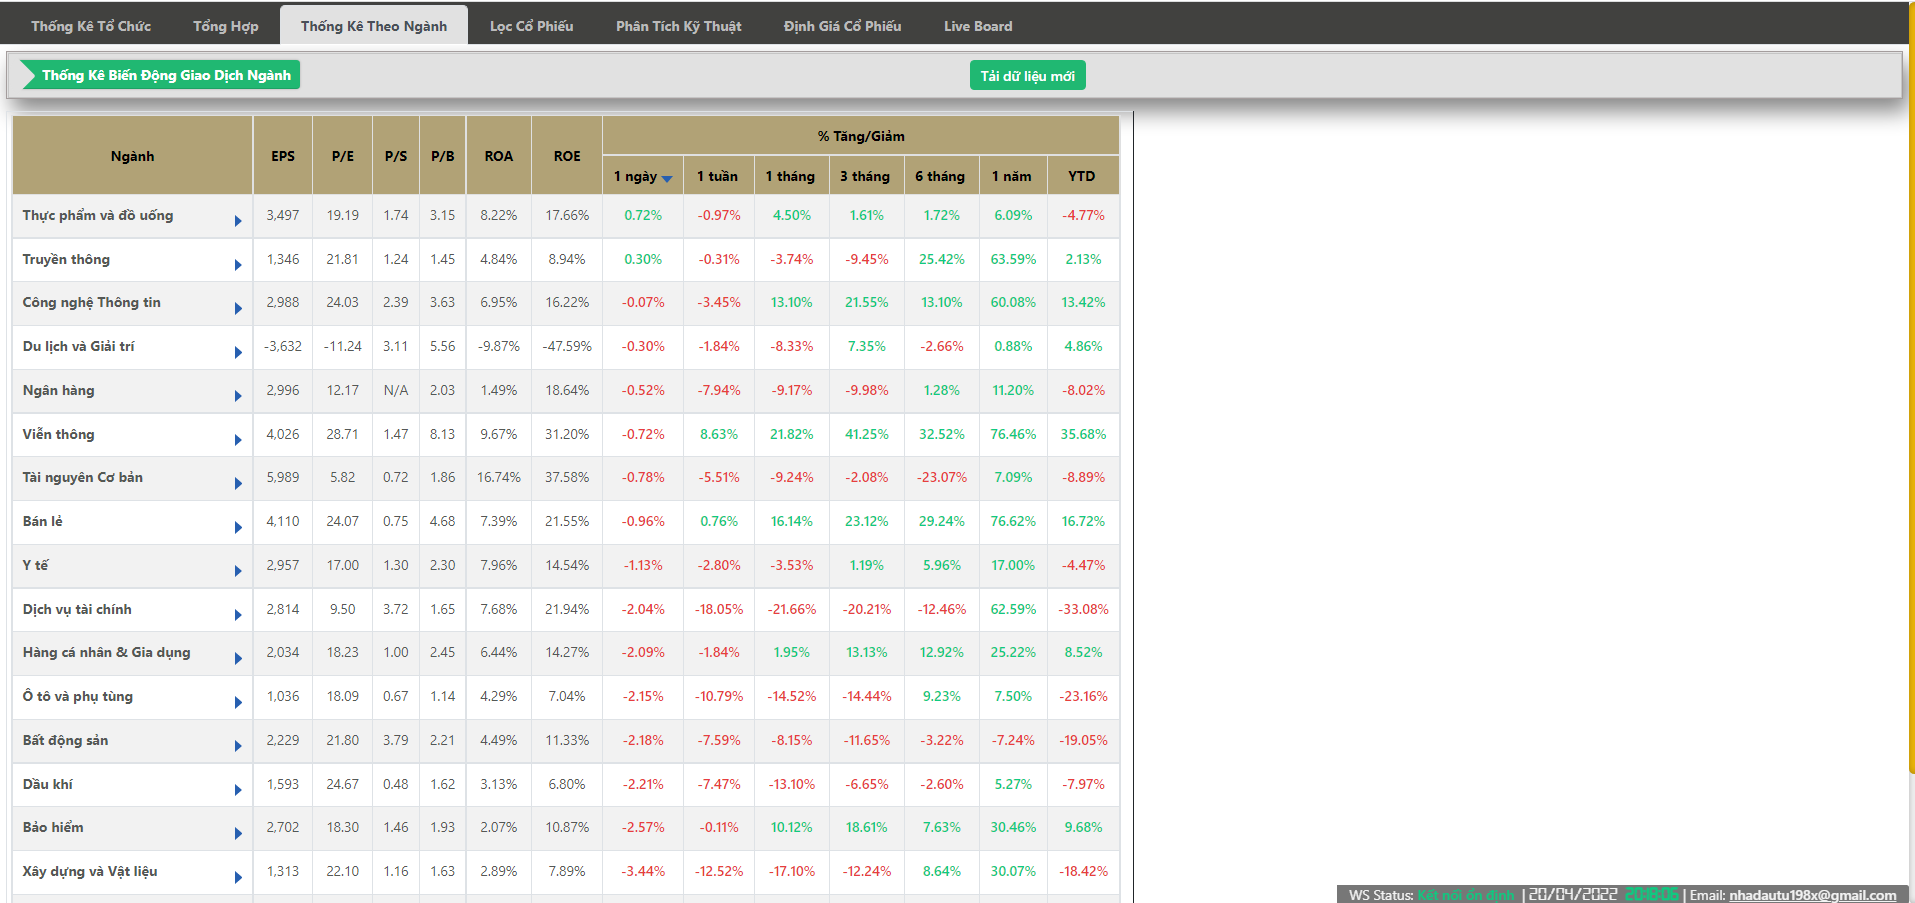 Thống Kê Tổ Chức Tổng Hợp Thống Kê Theo Ngành Lọc Cổ Phiếu Phân Tích Kỹ Thuật Định Giá Cổ Phiếu Live Board
Thống Kê Biến Động Giao Dịch Ngành Tải dữ liệu mới
Ngành EPS P/E P/S P/B ROA ROE % Tăng/Giảm
1 ngày 1 tuần 1 tháng 3 tháng 6 tháng 1 năm YTD
Thực phẩm và đồ uống 3,497 19.19 1.74 3.15 8.22% 17.66% 0.72% -0.97% 4.50% 1.61% 1.72% 6.09% -4.77%
Truyền thông 1,346 21.81 1.24 1.45 4.84% 8.94% 0.30% -0.31% -3.74% -9.45% 25.42% 63.59% 2.13%
Công nghệ Thông tin 2,988 24.03 2.39 3.63 6.95% 16.22% -0.07% -3.45% 13.10% 21.55% 13.10% 60.08% 13.42%
Du lịch và Giải trí -3,632 -11.24 3.11 5.56 -9.87% -47.59% -0.30% -1.84% -8.33% 7.35% -2.66% 0.88% 4.86%
Ngân hàng 2,996 12.17 N/A 2.03 1.49% 18.64% -0.52% -7.94% -9.17% -9.98% 1.28% 11.20% -8.02%
Viễn thông 4,026 28.71 1.47 8.13 9.67% 31.20% -0.72% 8.63% 21.82% 41.25% 32.52% 76.46% 35.68%
Tài nguyên Cơ bản 5,989 5.82 0.72 1.86 16.74% 37.58% -0.78% -5.51% -9.24% -2.08% -23.07% 7.09% -8.89%
Bán lẻ 4,110 24.07 0.75 4.68 7.39% 21.55% -0.96% 0.76% 16.14% 23.12% 29.24% 76.62% 16.72%
Y tế 2,957 17.00 1.30 2.30 7.96% 14.54% -1.13% -2.80% -3.53% 1.19% 5.96% 17.00% -4.47%
Dịch vụ tài chính 2,814 9.50 3.72 1.65 7.68% 21.94% -2.04% -18.05% -21.66% -20.21% -12.46% 62.59% -33.08%
Hàng cá nhân & Gia dụng 2,034 18.23 1.00 2.45 6.44% 14.27% -2.09% -1.84% 1.95% 13.13% 12.92% 25.22% 8.52%
Ô tô và phụ tùng 1,036 18.09 0.67 1.14 4.29% 7.04% -2.15% -10.79% -14.52% -14.44% 9.23% 7.50% -23.16%
Bất động sản 2,229 21.80 3.79 2.21 4.49% 11.33% -2.18% -7.59% -8.15% -11.65% -3.22% -7.24% -19.05%
Dầu khí 1,593 24.67 0.48 1.62 3.13% 6.80% -2.21% -7.47% -13.10% -6.65% -2.60% 5.27% -7.97%
Bảo hiểm 2,702 18.30 1.46 1.93 2.07% 10.87% -2.57% -0.11% 10.12% 18.61% 7.63% 30.46% 9.68%
Xây dựng và Vật liệu 1,313 22.10 1.16 1.63 2.89% 7.89% -3.44% -12.52% -17.10% -12.24% 8.64% 30.07% -18.42%
WS Status: Kết nối ổn định | 20/04/2022 20:18:06 | Email: nhadautu198x@gmail.com